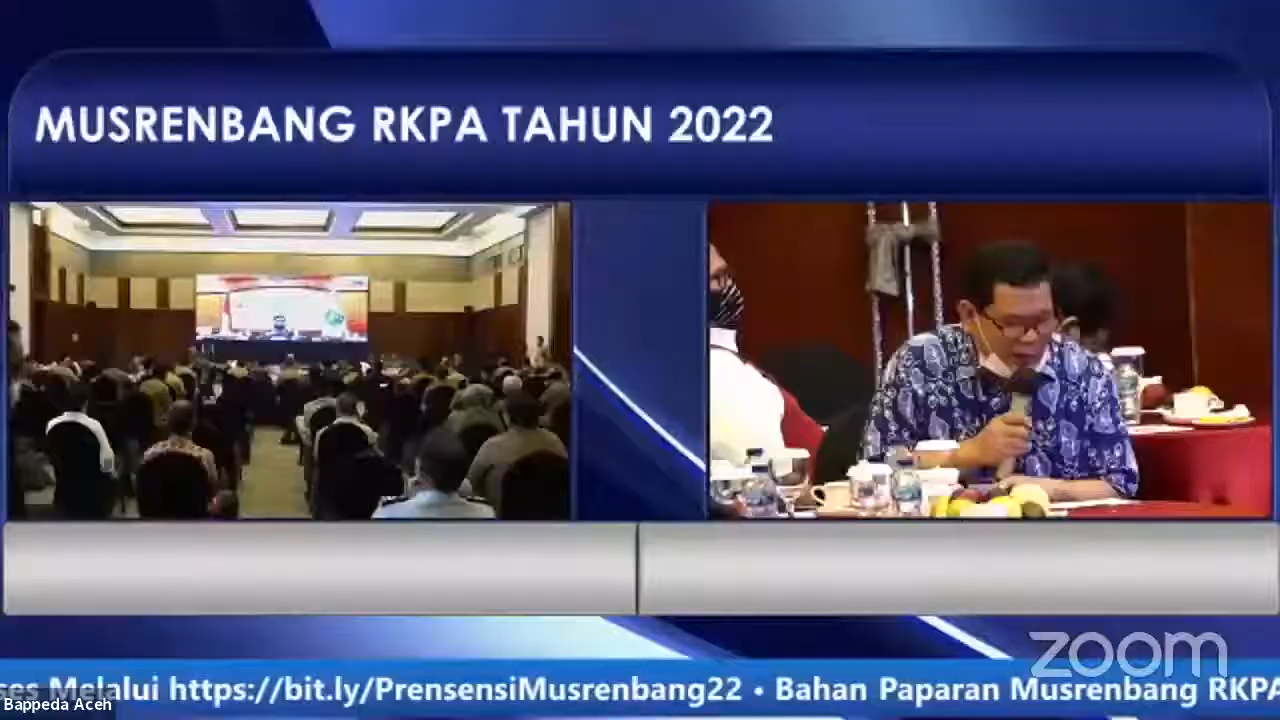 MUSRENBANG RKPA TAHUN 2022
zoom
Melalui https://bit.ly/PrensensiMusrenbang22 • Bahan Paparan Musrenbang RKPA
Bappeda Aceh